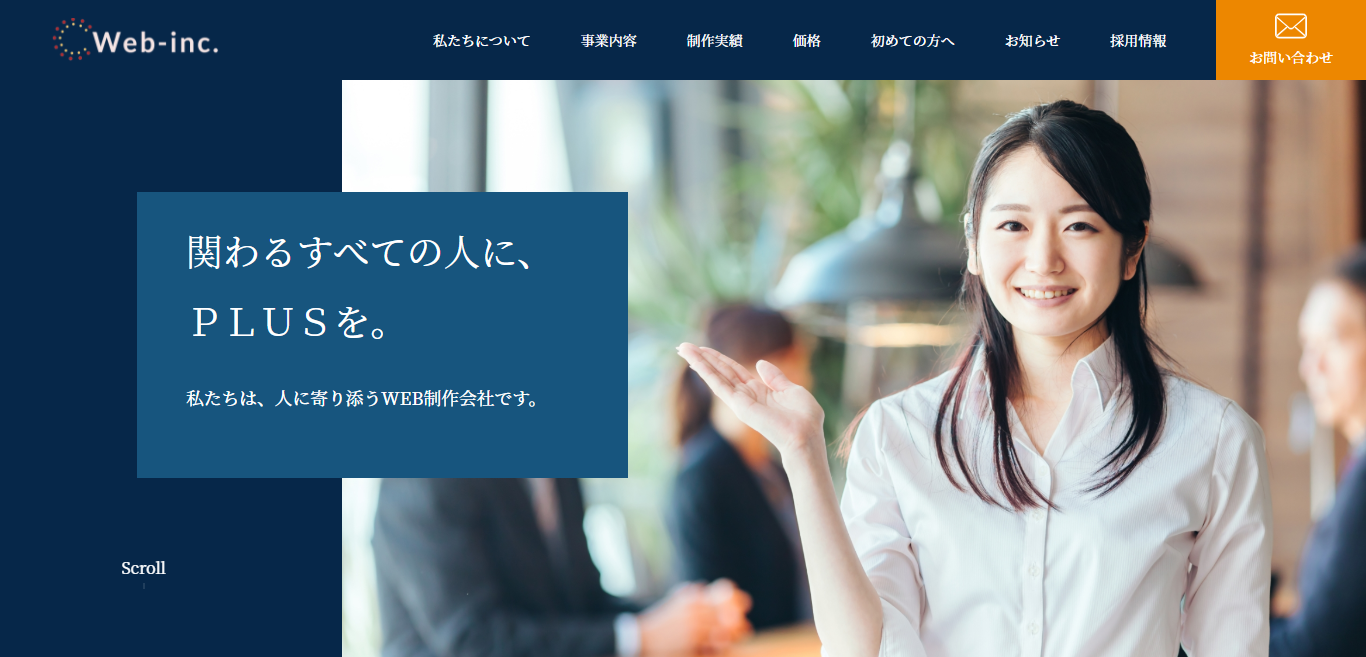 Web-inc.
私たちについて
事業内容
制作実績
価格
初めての方へ
お知らせ
採用情報
お問い合わせ
関わるすべての人に、
ＰＬＵＳを。
私たちは、人に寄り添うWEB制作会社です。
Scroll